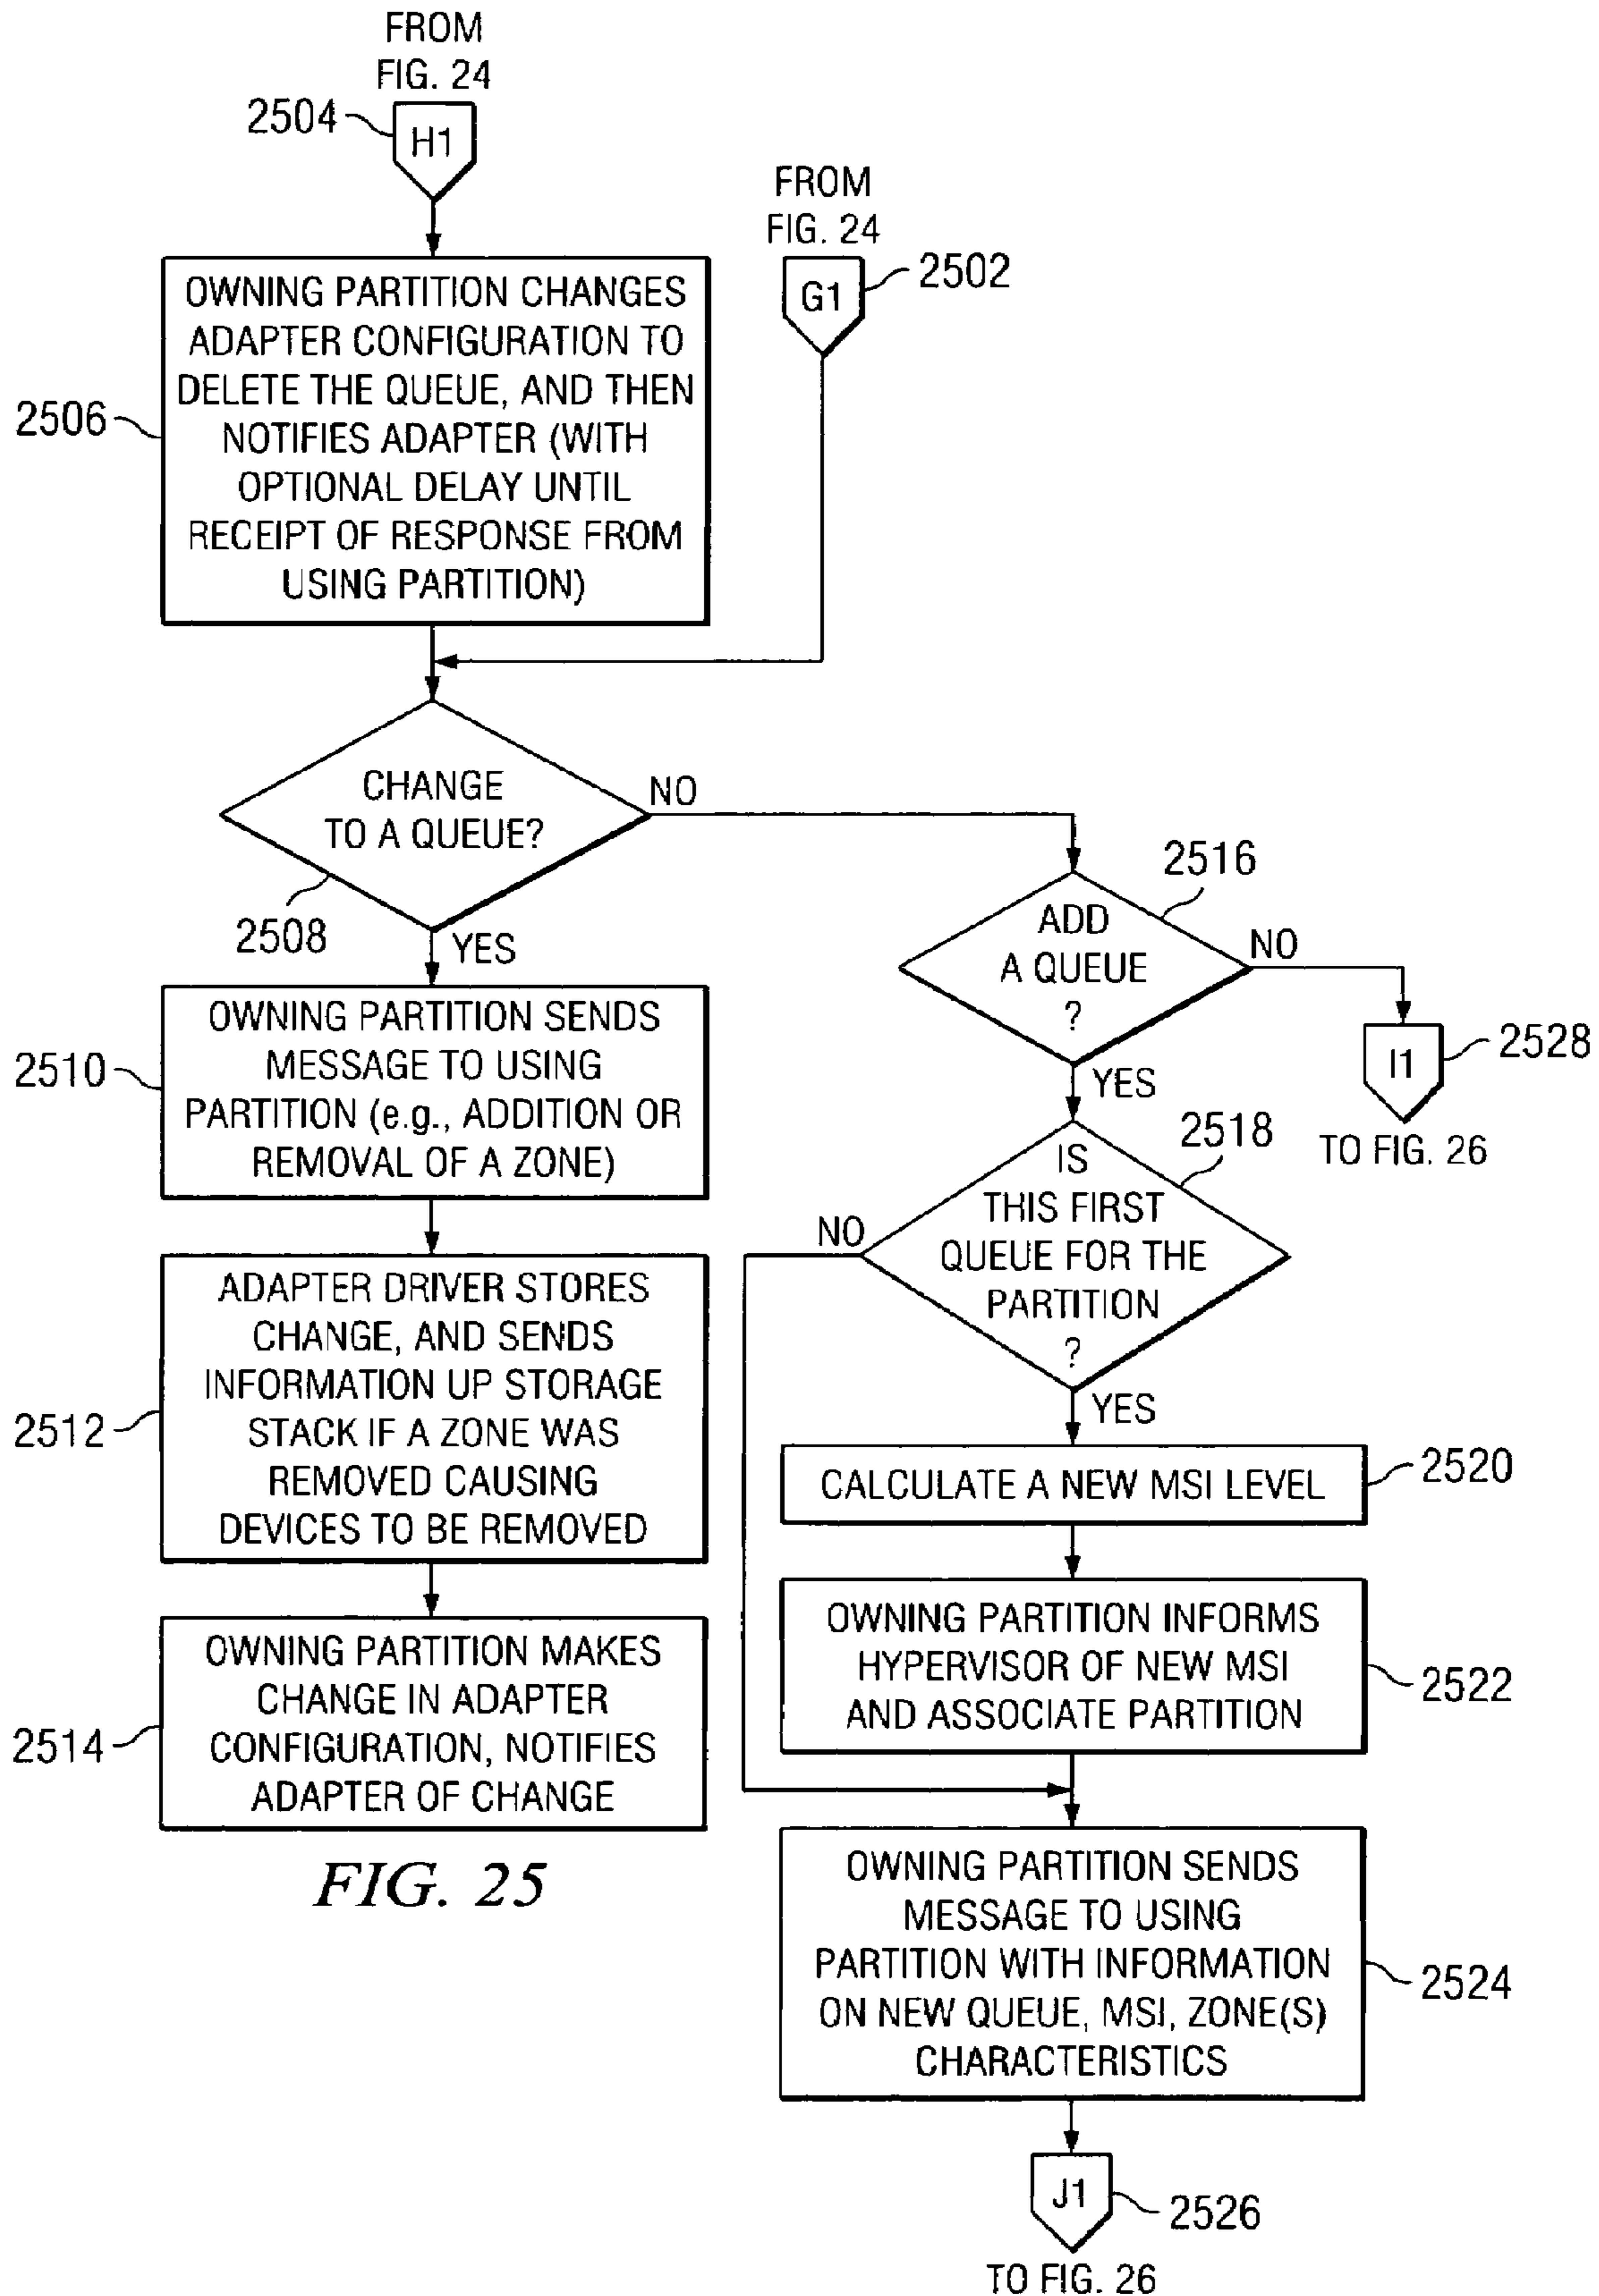 FROM
FIG. 24
2504
H1
FROM
FIG. 24
G1
2502
2506
OWNING PARTITION CHANGES
ADAPTER CONFIGURATION TO
DELETE THE QUEUE, AND THEN
NOTIFIES ADAPTER (WITH
OPTIONAL DELAY UNTIL
RECEIPT OF RESPONSE FROM
USING PARTITION)
CHANGE
TO A QUEUE?
NO
2508
YES
2510
OWNING PARTITION SENDS
MESSAGE TO USING
PARTITION (e.g., ADDITION OR
REMOVAL OF A ZONE)
2512
ADAPTER DRIVER STORES
CHANGE, AND SENDS
INFORMATION UP STORAGE
STACK IF A ZONE WAS
REMOVED CAUSING
DEVICES TO BE REMOVED
2514
OWNING PARTITION MAKES
CHANGE IN ADAPTER
CONFIGURATION, NOTIFIES
ADAPTER OF CHANGE
FIG. 25
2516
ADD
A QUEUE
?
NO
I1
2528
TO FIG. 26
YES
2518
IS
THIS FIRST
QUEUE FOR THE
PARTITION
?
NO
YES
CALCULATE A NEW MSI LEVEL
2520
OWNING PARTITION INFORMS
HYPERVISOR OF NEW MSI
AND ASSOCIATE PARTITION
2522
OWNING PARTITION SENDS
MESSAGE TO USING
PARTITION WITH INFORMATION
ON NEW QUEUE, MSI, ZONE(S)
CHARACTERISTICS
2524
J1
2526
TO FIG. 26